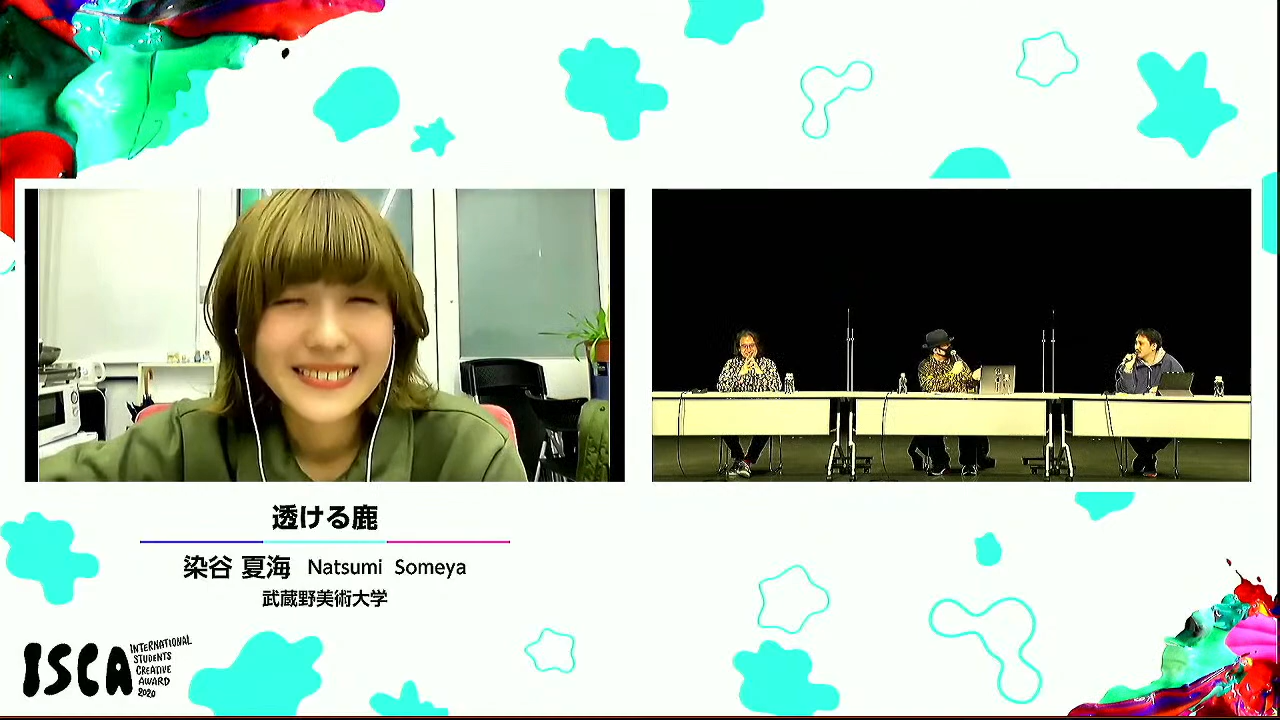 透ける鹿
染谷 夏海 Natsumi Someya
武蔵野美術大学
ISCA
INTERNATIONAL
STUDENTS
CREATIVE
AWARD
2020